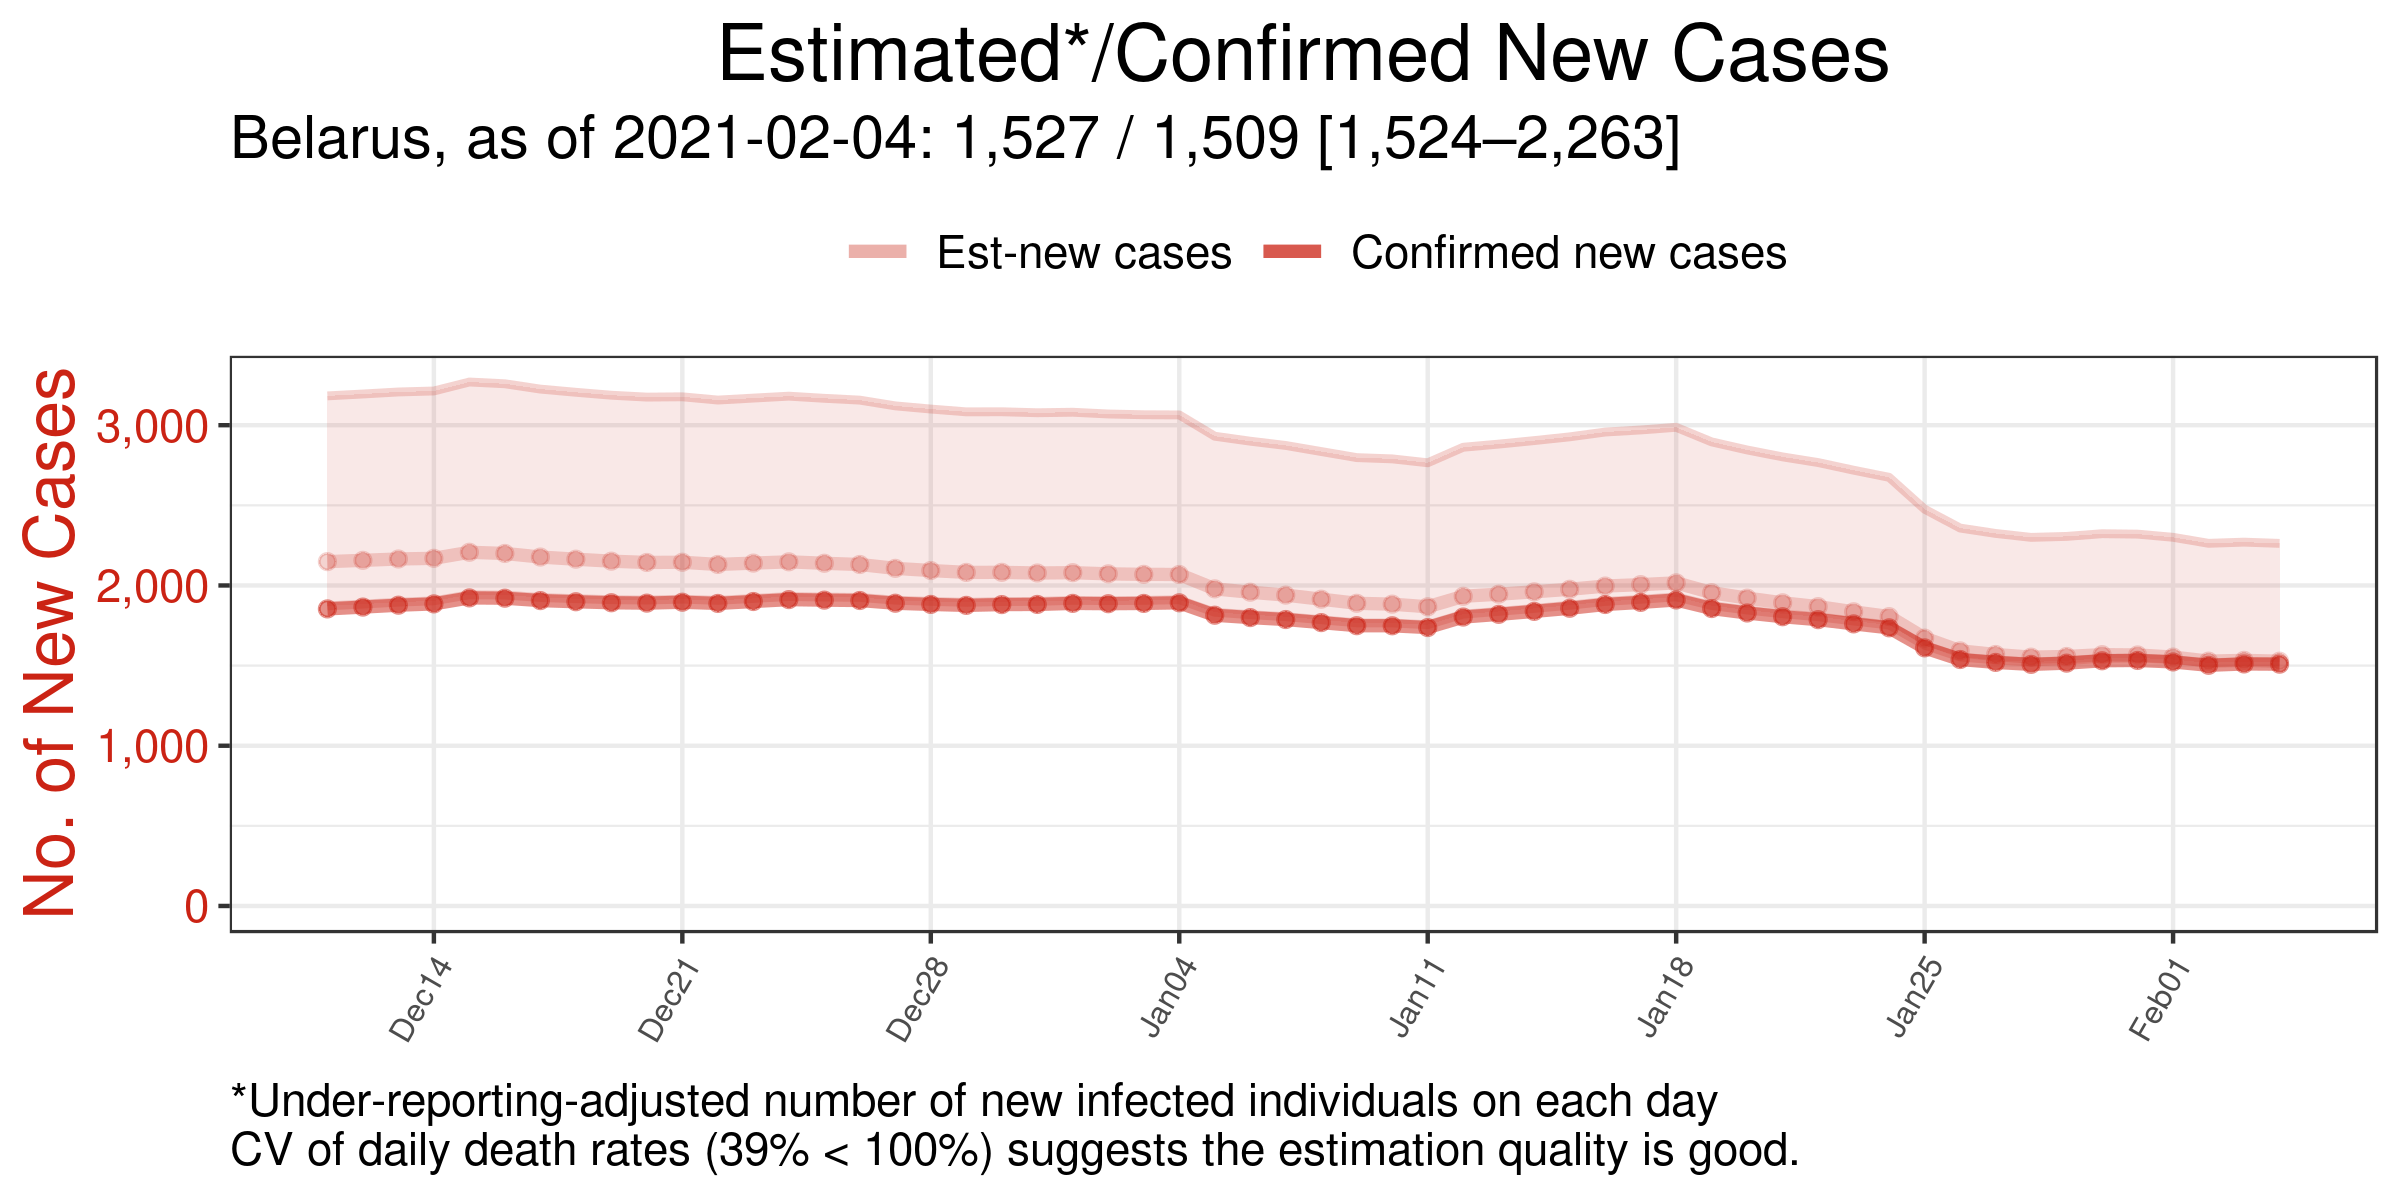 Estimated*/Confirmed New Cases
Belarus, as of 2021-02-04: 1,527 / 1,509 [1,524–2,263]
Est-new cases
Confirmed new cases
No. of New Cases
3,000
2,000
1,000
0
Dec14
Dec21
Dec28
Jan04
Jan11
Jan18
Jan25
Feb01
*Under-reporting-adjusted number of new infected individuals on each day
CV of daily death rates (39% < 100%) suggests the estimation quality is good.